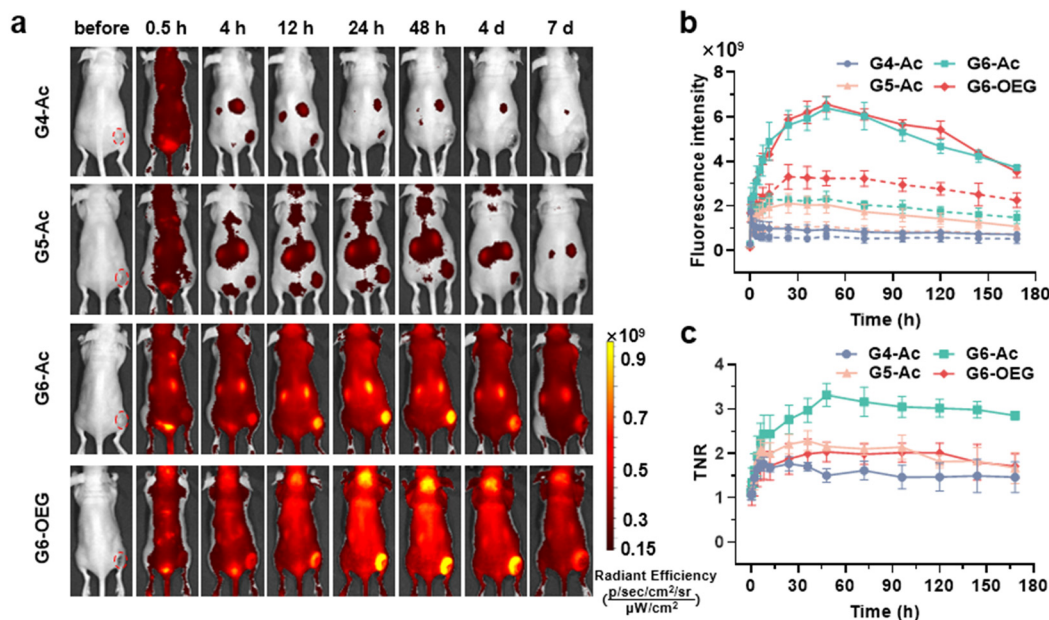 a
before 0.5 h 4 h 12 h 24 h 48 h 4 d 7 d
G4-Ac
G5-Ac
G6-Ac
G6-OEG
×10⁹
0.9
0.7
0.5
0.3
0.15
Radiant Efficiency
(p/sec/cm²/sr
µW/cm²)
b
×10⁹
G4-Ac G6-Ac
G5-Ac G6-OEG
Fluorescence intensity
8
6
4
2
0
0 30 60 90 120 150 180
Time (h)
c
G4-Ac G6-Ac
G5-Ac G6-OEG
TNR
4
3
2
1
0
0 30 60 90 120 150 180
Time (h)